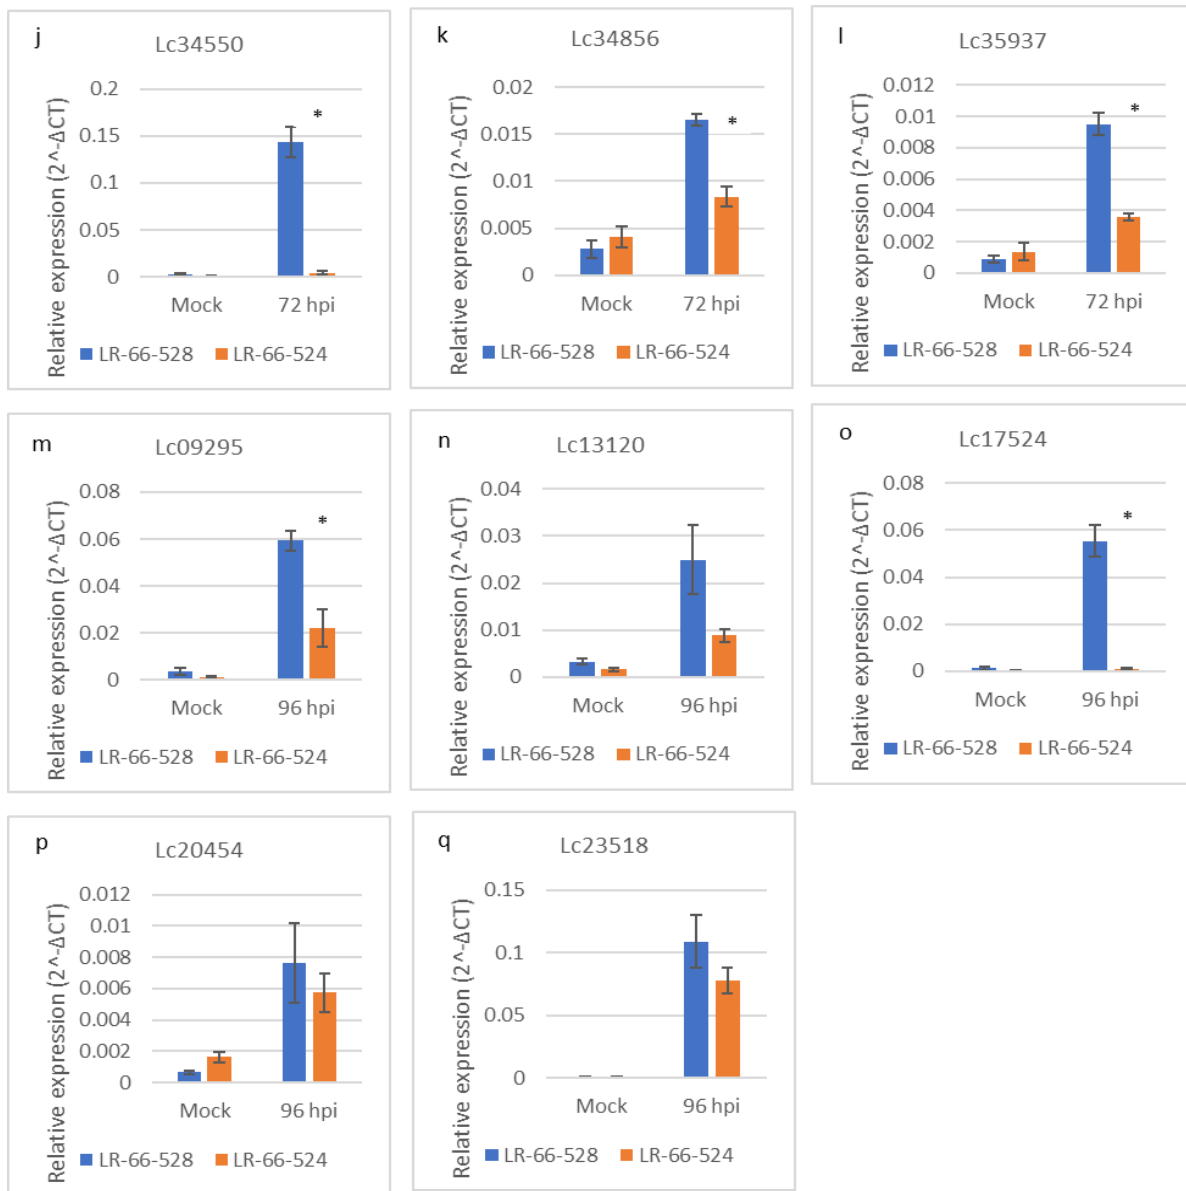 j
Lc34550
Relative expression (2^-ΔCT)
0.2
0.15
0.1
0.05
0
*
Mock
72 hpi
LR-66-528 LR-66-524
k
Lc34856
Relative expression (2^-ΔCT)
0.02
0.015
0.01
0.005
0
*
Mock
72 hpi
LR-66-528 LR-66-524
l
Lc35937
Relative expression (2^-ΔCT)
0.012
0.010
0.008
0.006
0.004
0.002
0
*
Mock
72 hpi
LR-66-528 LR-66-524
m
Lc09295
Relative expression (2^-ΔCT)
0.08
0.06
0.04
0.02
0
*
Mock
96 hpi
LR-66-528 LR-66-524
n
Lc13120
Relative expression (2^-ΔCT)
0.04
0.03
0.02
0.01
0
Mock
96 hpi
LR-66-528 LR-66-524
o
Lc17524
Relative expression (2^-ΔCT)
0.08
0.06
0.04
0.02
0
*
Mock
96 hpi
LR-66-528 LR-66-524
p
Lc20454
Relative expression (2^-ΔCT)
0.012
0.01
0.008
0.006
0.004
0.002
0
Mock
96 hpi
LR-66-528 LR-66-524
q
Lc23518
Relative expression (2^-ΔCT)
0.15
0.1
0.05
0
Mock
96 hpi
LR-66-528 LR-66-524